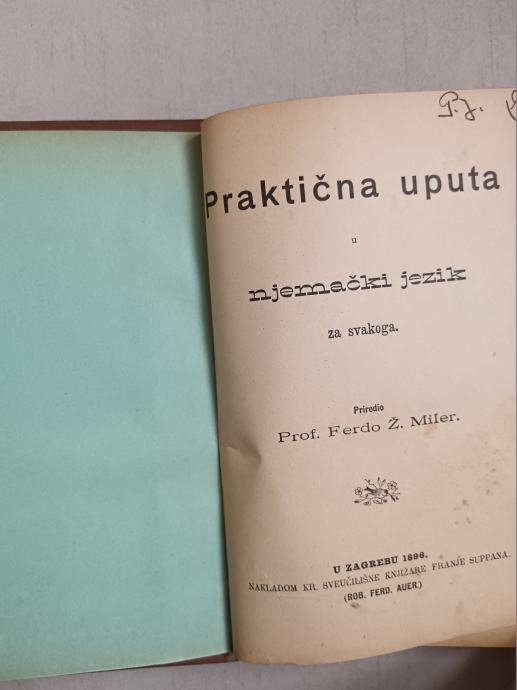 P.J.
Praktična uputa
u
njemački jezik
za svakoga.
Priredio
Prof. Ferdo Ž. Miler.
U ZAGREBU 1896.
NAKLADOM KR. SVEUČILIŠNE KNJIŽARE FRANJE SUPPANA.
(ROB. FERD. AUER.)